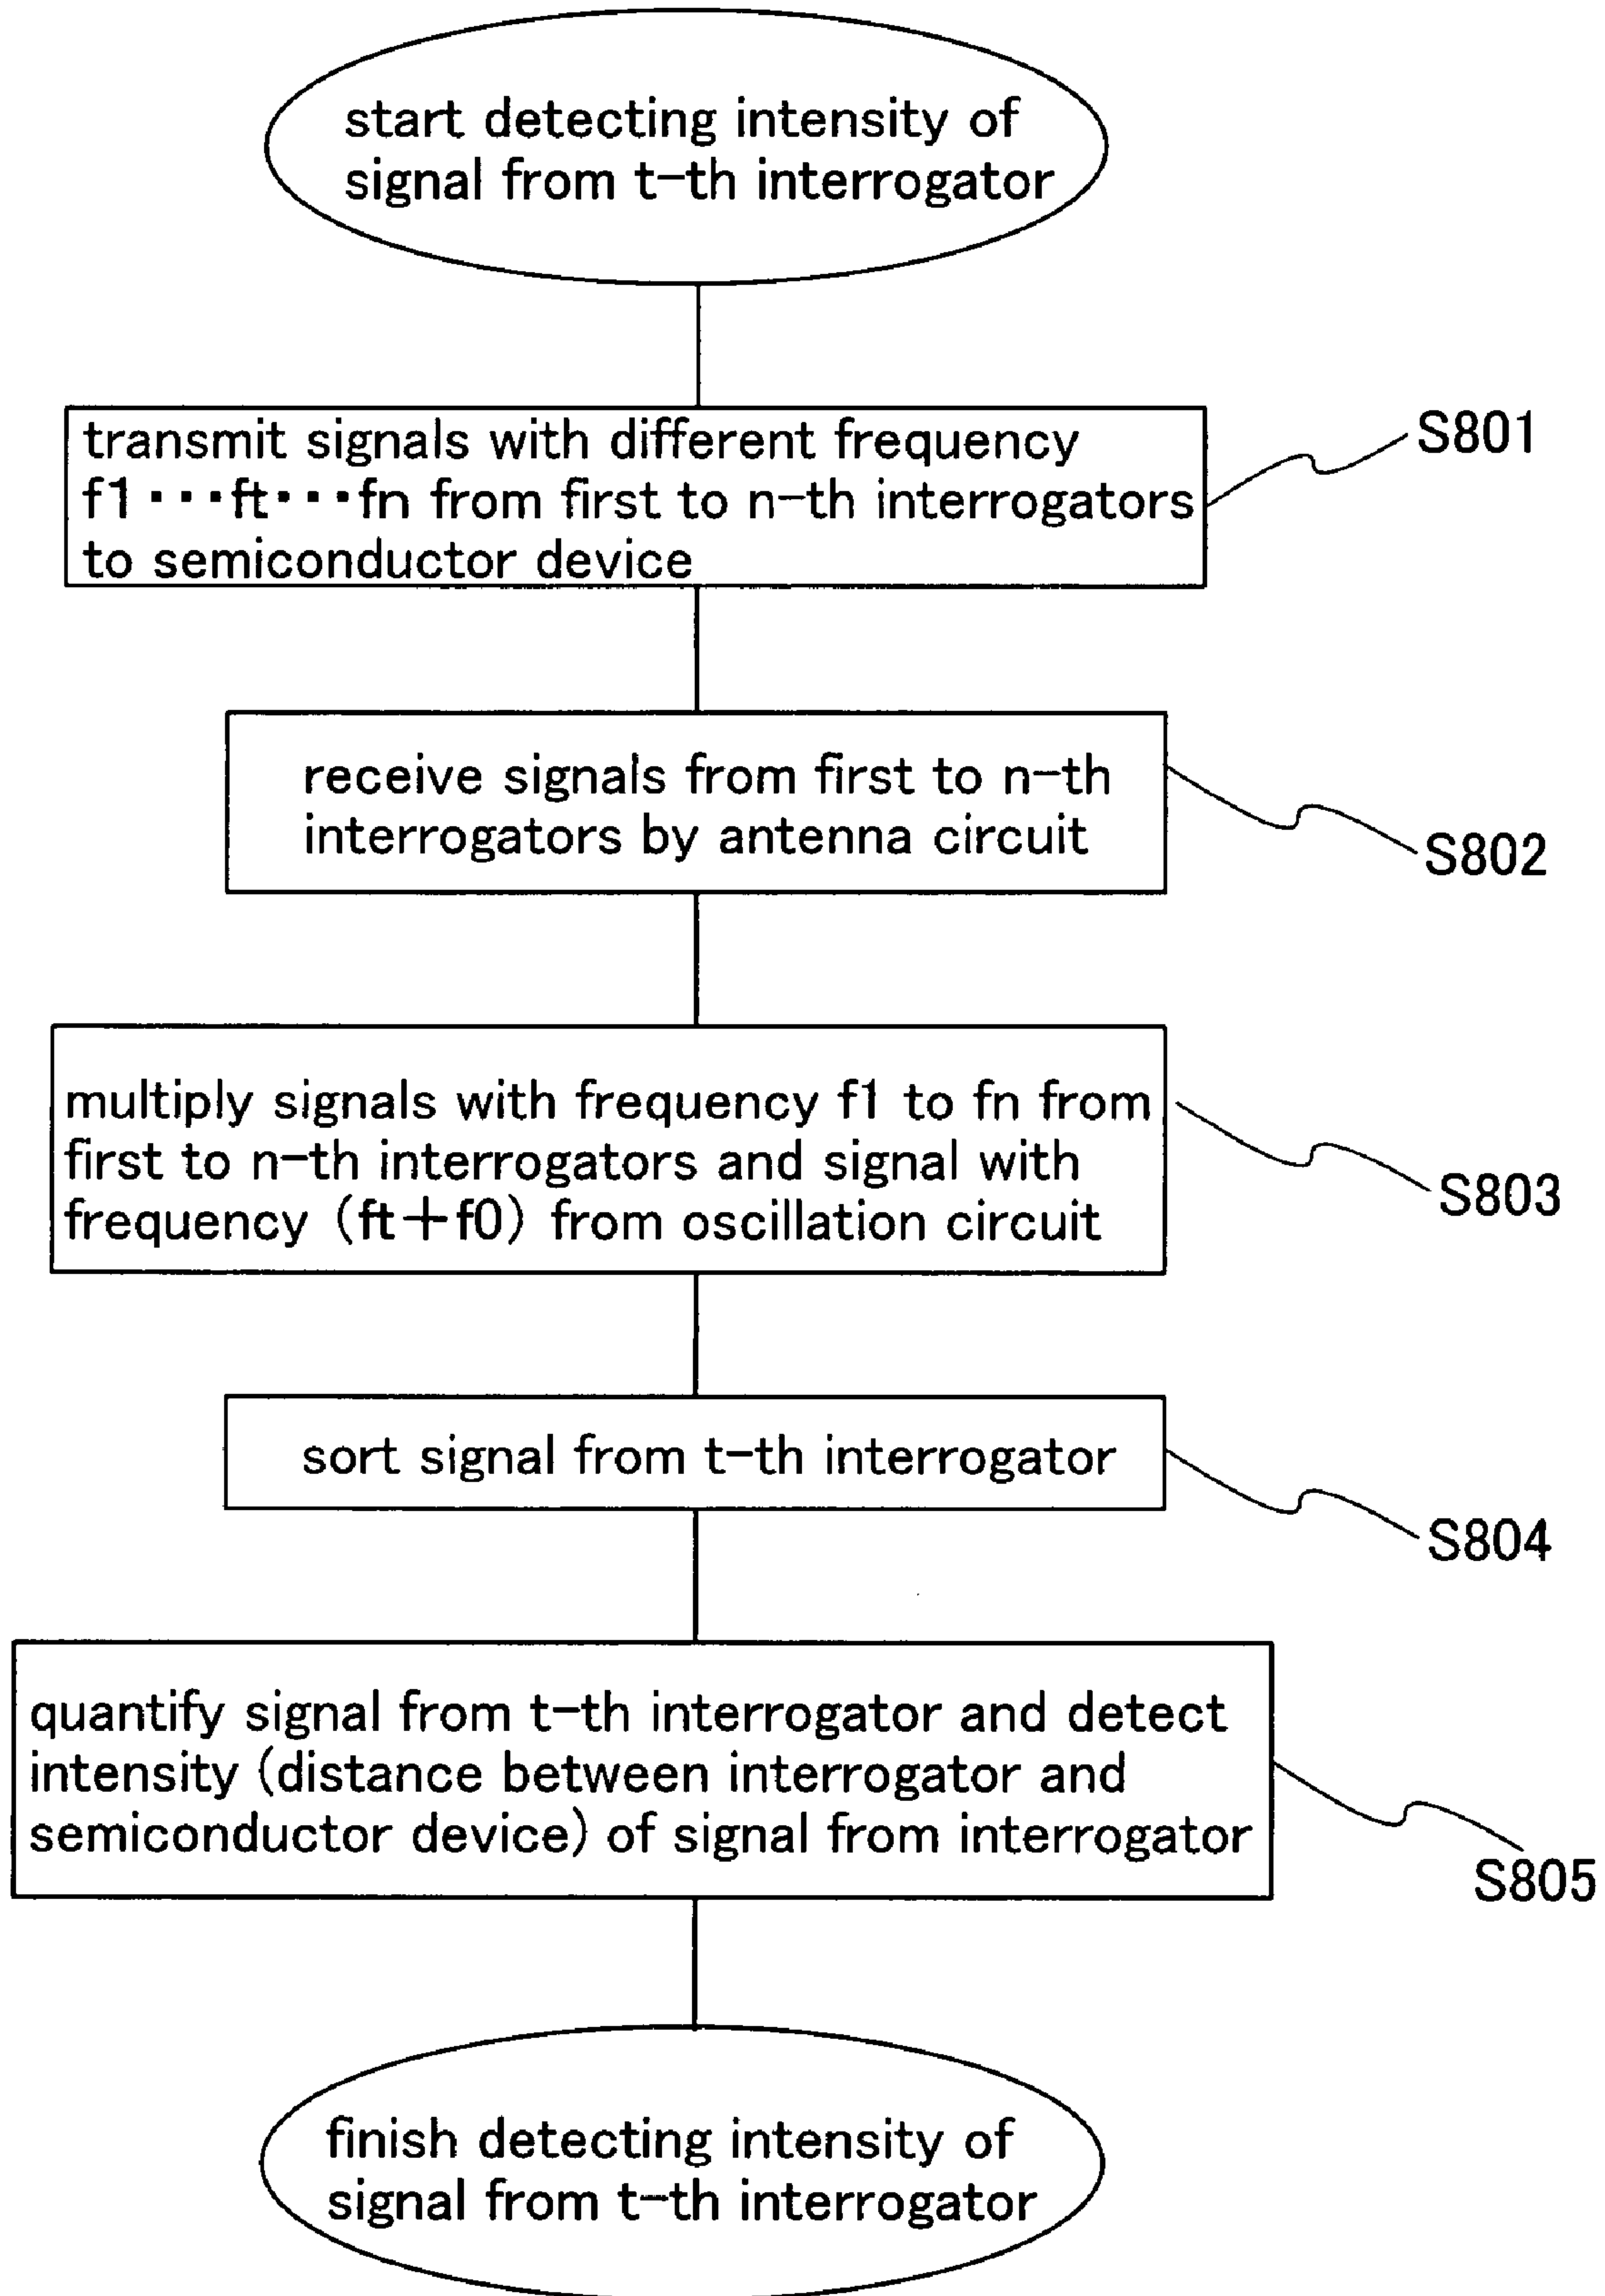 start detecting intensity of
signal from t-th interrogator
transmit signals with different frequency
f1 ･･･ft･･･fn from first to n-th interrogators
to semiconductor device
S801
receive signals from first to n-th
interrogators by antenna circuit
S802
multiply signals with frequency f1 to fn from
first to n-th interrogators and signal with
frequency (ft+f0) from oscillation circuit
S803
sort signal from t-th interrogator
S804
quantify signal from t-th interrogator and detect
intensity (distance between interrogator and
semiconductor device) of signal from interrogator
S805
finish detecting intensity of
signal from t-th interrogator